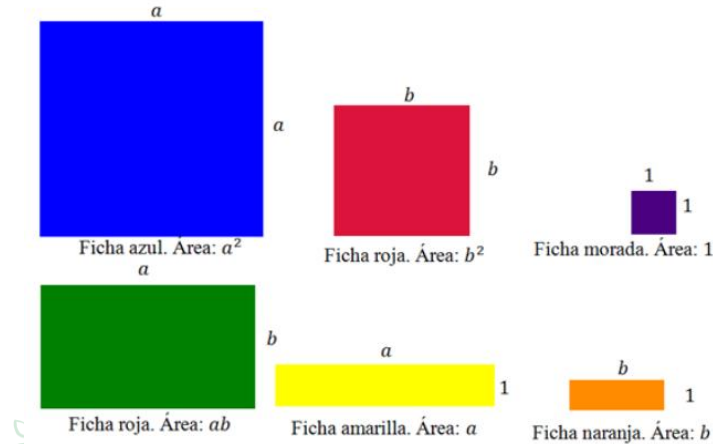 a
a
Ficha azul. Área: a²
b
b
Ficha roja. Área: b²
1
1
Ficha morada. Área: 1
a
b
Ficha roja. Área: ab
a
1
Ficha amarilla. Área: a
b
1
Ficha naranja. Área: b